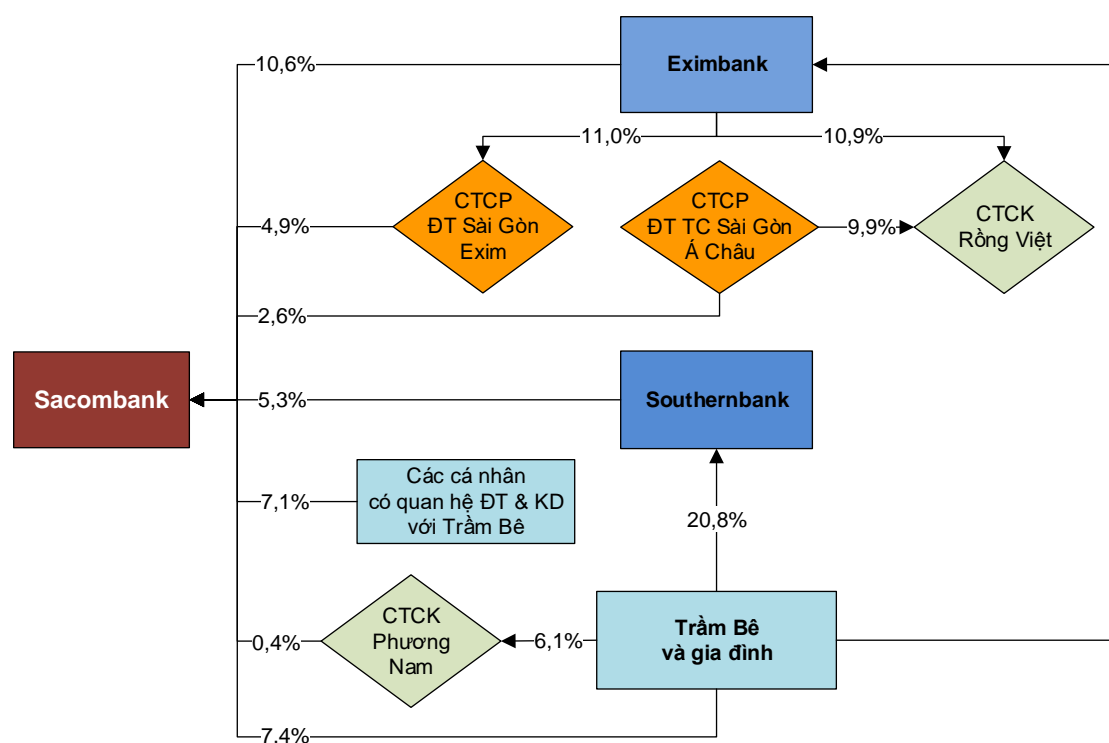 10,6%
Eximbank
11,0%
10,9%
CTCP
ĐT Sài Gòn
Exim
CTCP
ĐT TC Sài Gòn
Á Châu
CTCK
Rồng Việt
4,9%
9,9%
2,6%
Sacombank
5,3%
Southernbank
7,1%
Các cá nhân
có quan hệ ĐT & KD
với Trầm Bê
20,8%
0,4%
CTCK
Phương
Nam
6,1%
Trầm Bê
và gia đình
7,4%